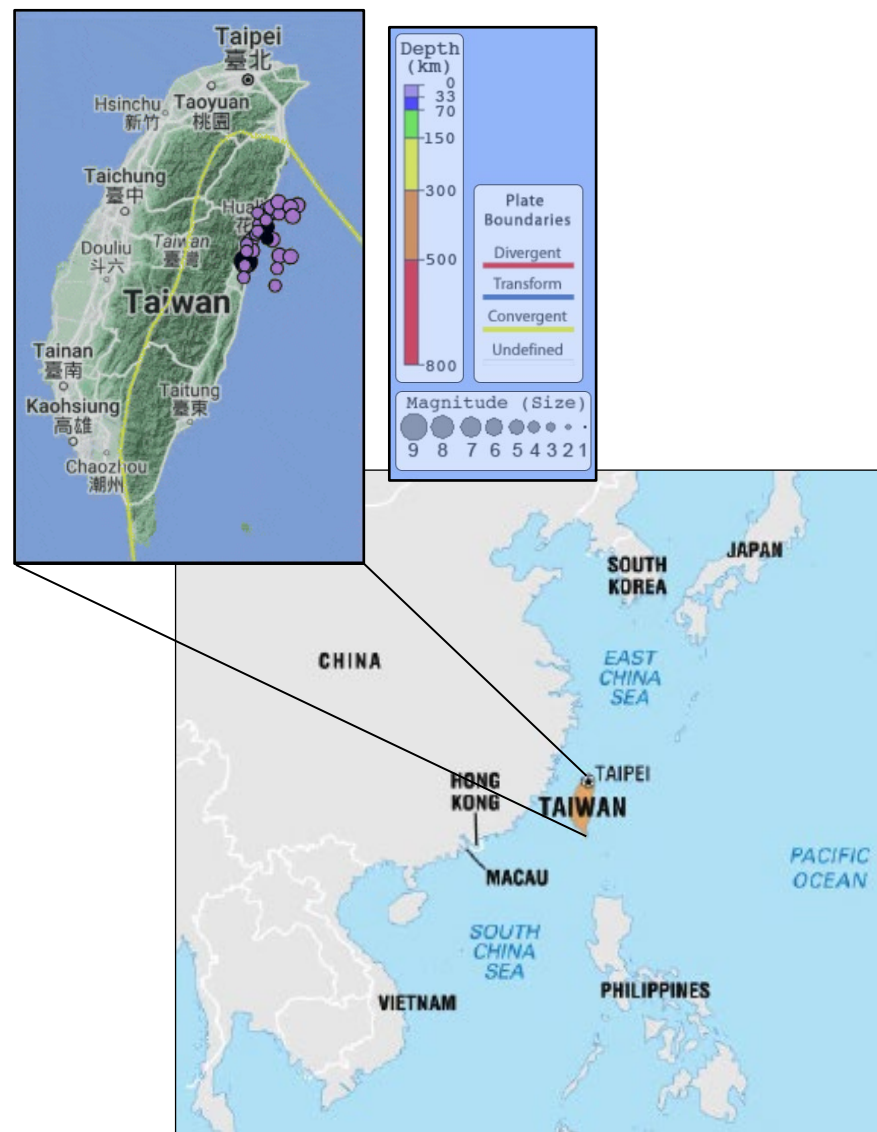 Taipei
臺北
Hsinchu
新竹
Taoyuan
桃園
Taichung
臺中
Hual
花
Douliu
斗六
Taiwan
臺灣
Taiwan
Tainan
臺南
Taitung
臺東
Kaohsiung
高雄
Chaozhou
潮州
Depth
(km)
0
33
70
150
300
500
800
Plate
Boundaries
Divergent
Transform
Convergent
Undefined
Magnitude (Size)
9 8 7 6 5 4 3 2 1
JAPAN
SOUTH
KOREA
CHINA
EAST
CHINA
SEA
TAIPEI
HONG
KONG
TAIWAN
MACAU
PACIFIC
OCEAN
SOUTH
CHINA
SEA
VIETNAM
PHILIPPINES